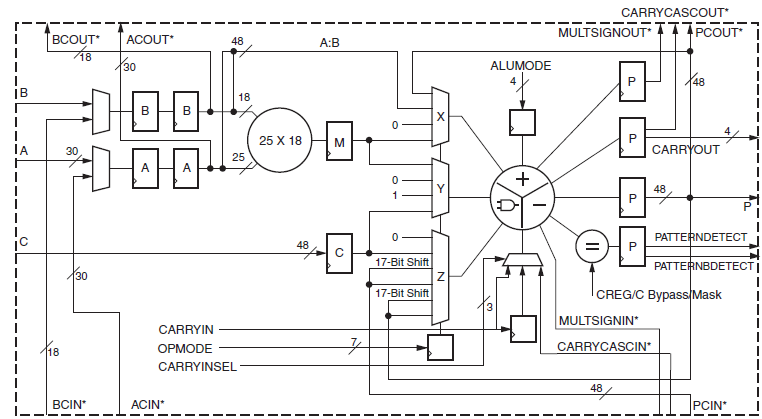 CARRYCASCOUT*
BCOUT* ACOUT* MULTSIGNOUT* PCOUT*
48 A:B
18 30
ALUMODE
4
48
B 18
B B X P
0
25 X 18 M
A 30 A A 25
P 4
CARRYOUT
0 Y
1
48 P
P
C 48 C
0
17-Bit Shift
Z = P PATTERNDETECT
PATTERNBDETECT
30
17-Bit Shift
3
CREG/C Bypass/Mask
CARRYIN
MULTSIGNIN*
18 OPMODE 7
CARRYCASCIN*
CARRYINSEL
48
BCIN* ACIN* PCIN*